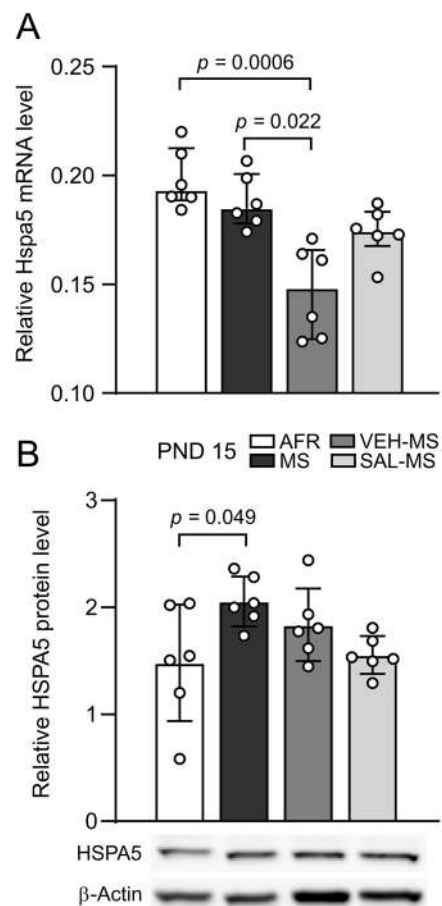 A
Relative Hspa5 mRNA level
0.25
0.20
0.15
0.10
p = 0.0006
p = 0.022
PND 15
AFR
VEH-MS
MS
SAL-MS
B
Relative HSPA5 protein level
3
2
1
0
p = 0.049
HSPA5
β-Actin